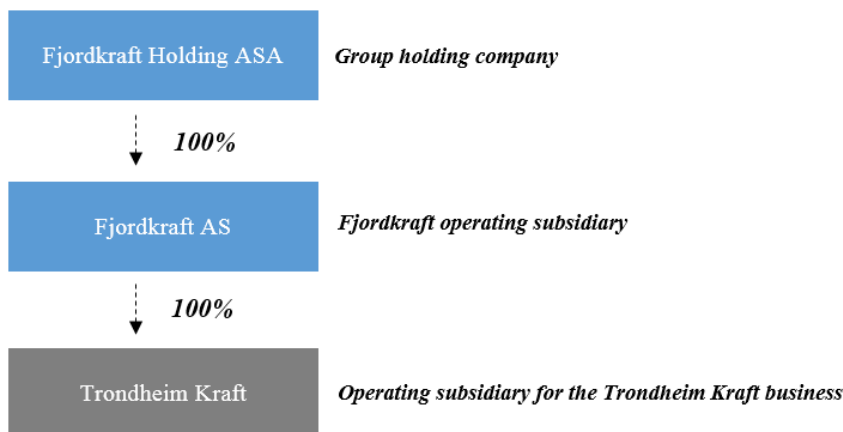 Fjordkraft Holding ASA
Group holding company
100%
Fjordkraft AS
Fjordkraft operating subsidiary
100%
Trondheim Kraft
Operating subsidiary for the Trondheim Kraft business